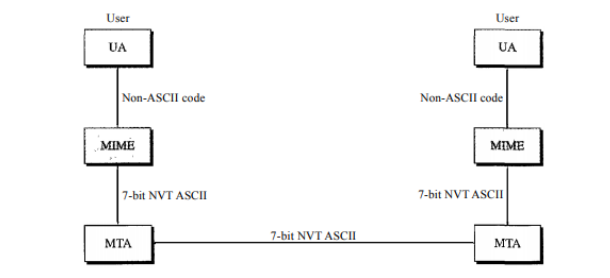 User User
UA UA
Non-ASCII code Non-ASCII code
MIME MIME
7-bit NVT ASCII 7-bit NVT ASCII
7-bit NVT ASCII
MTA MTA